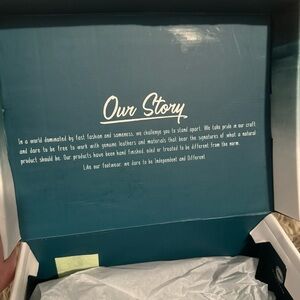 Our Story
In a world dominated by fast fashion and sameness, we challenge you to stand apart. We take pride in our craft
and dare to be free to work with genuine leathers and materials that bear the signatures of what a natural
product should be. Our products have been hand finished, oiled or treated to be different from the norm.
Like our footwear, we dare to be Independent and Different